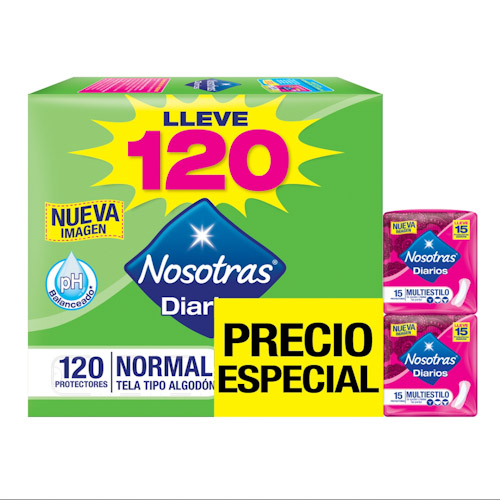 LLEVE
120
NUEVA
IMAGEN
pH
Balanceado*
Nosotras®
Diarios
120
PROTECTORES
NORMAL
TELA TIPO ALGODÓN
PRECIO
ESPECIAL
NUEVA
IMAGEN
LLEVE
15
Nosotras
Diarios
15
MULTIESTILO
NUEVA
IMAGEN
LLEVE
15
Nosotras
Diarios
15
MULTIESTILO